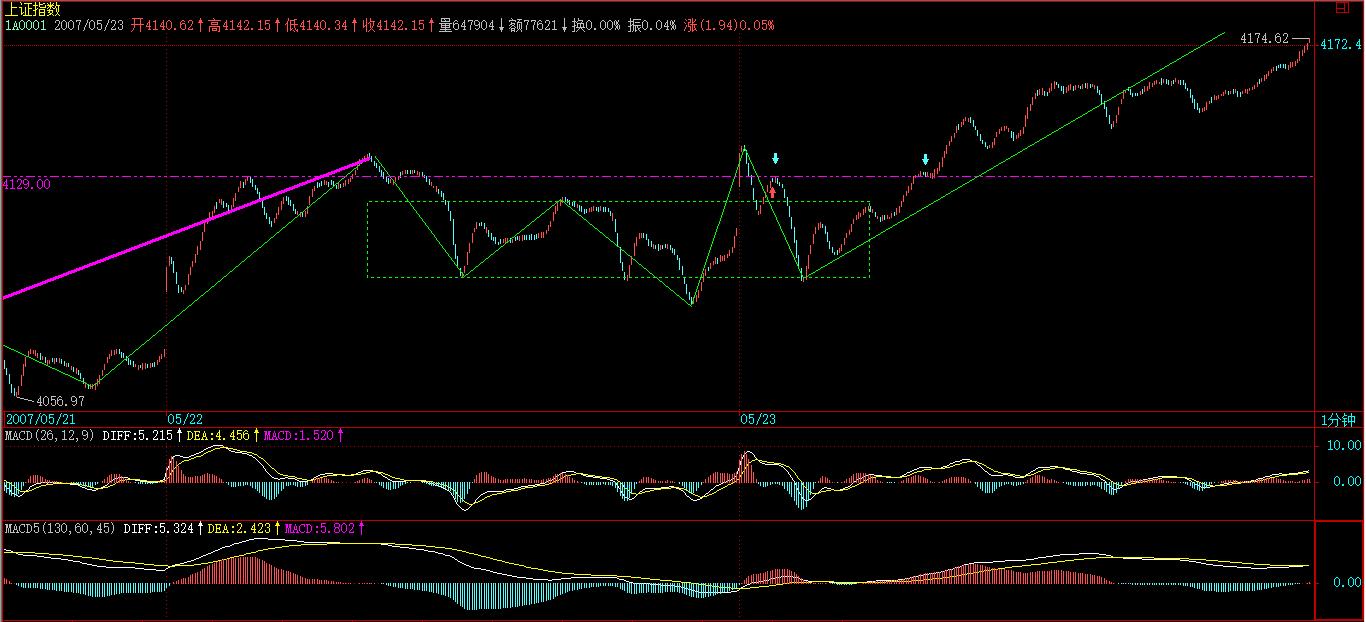 上证指数
1A0001 2007/05/23 开4140.62↑高4142.15↑低4140.34↑收4142.15↑量647904↓额77621↓换0.00% 振0.04% 涨(1.94)0.05%
4174.62
4172.4
4129.00
4056.97
2007/05/21 05/22 05/23 1分钟
MACD(26,12,9) DIFF:5.215↑DEA:4.456↑MACD:1.520↑
10.00
0.00
MACD5(130,60,45) DIFF:5.324↑DEA:2.423↑MACD:5.802↑
0.00